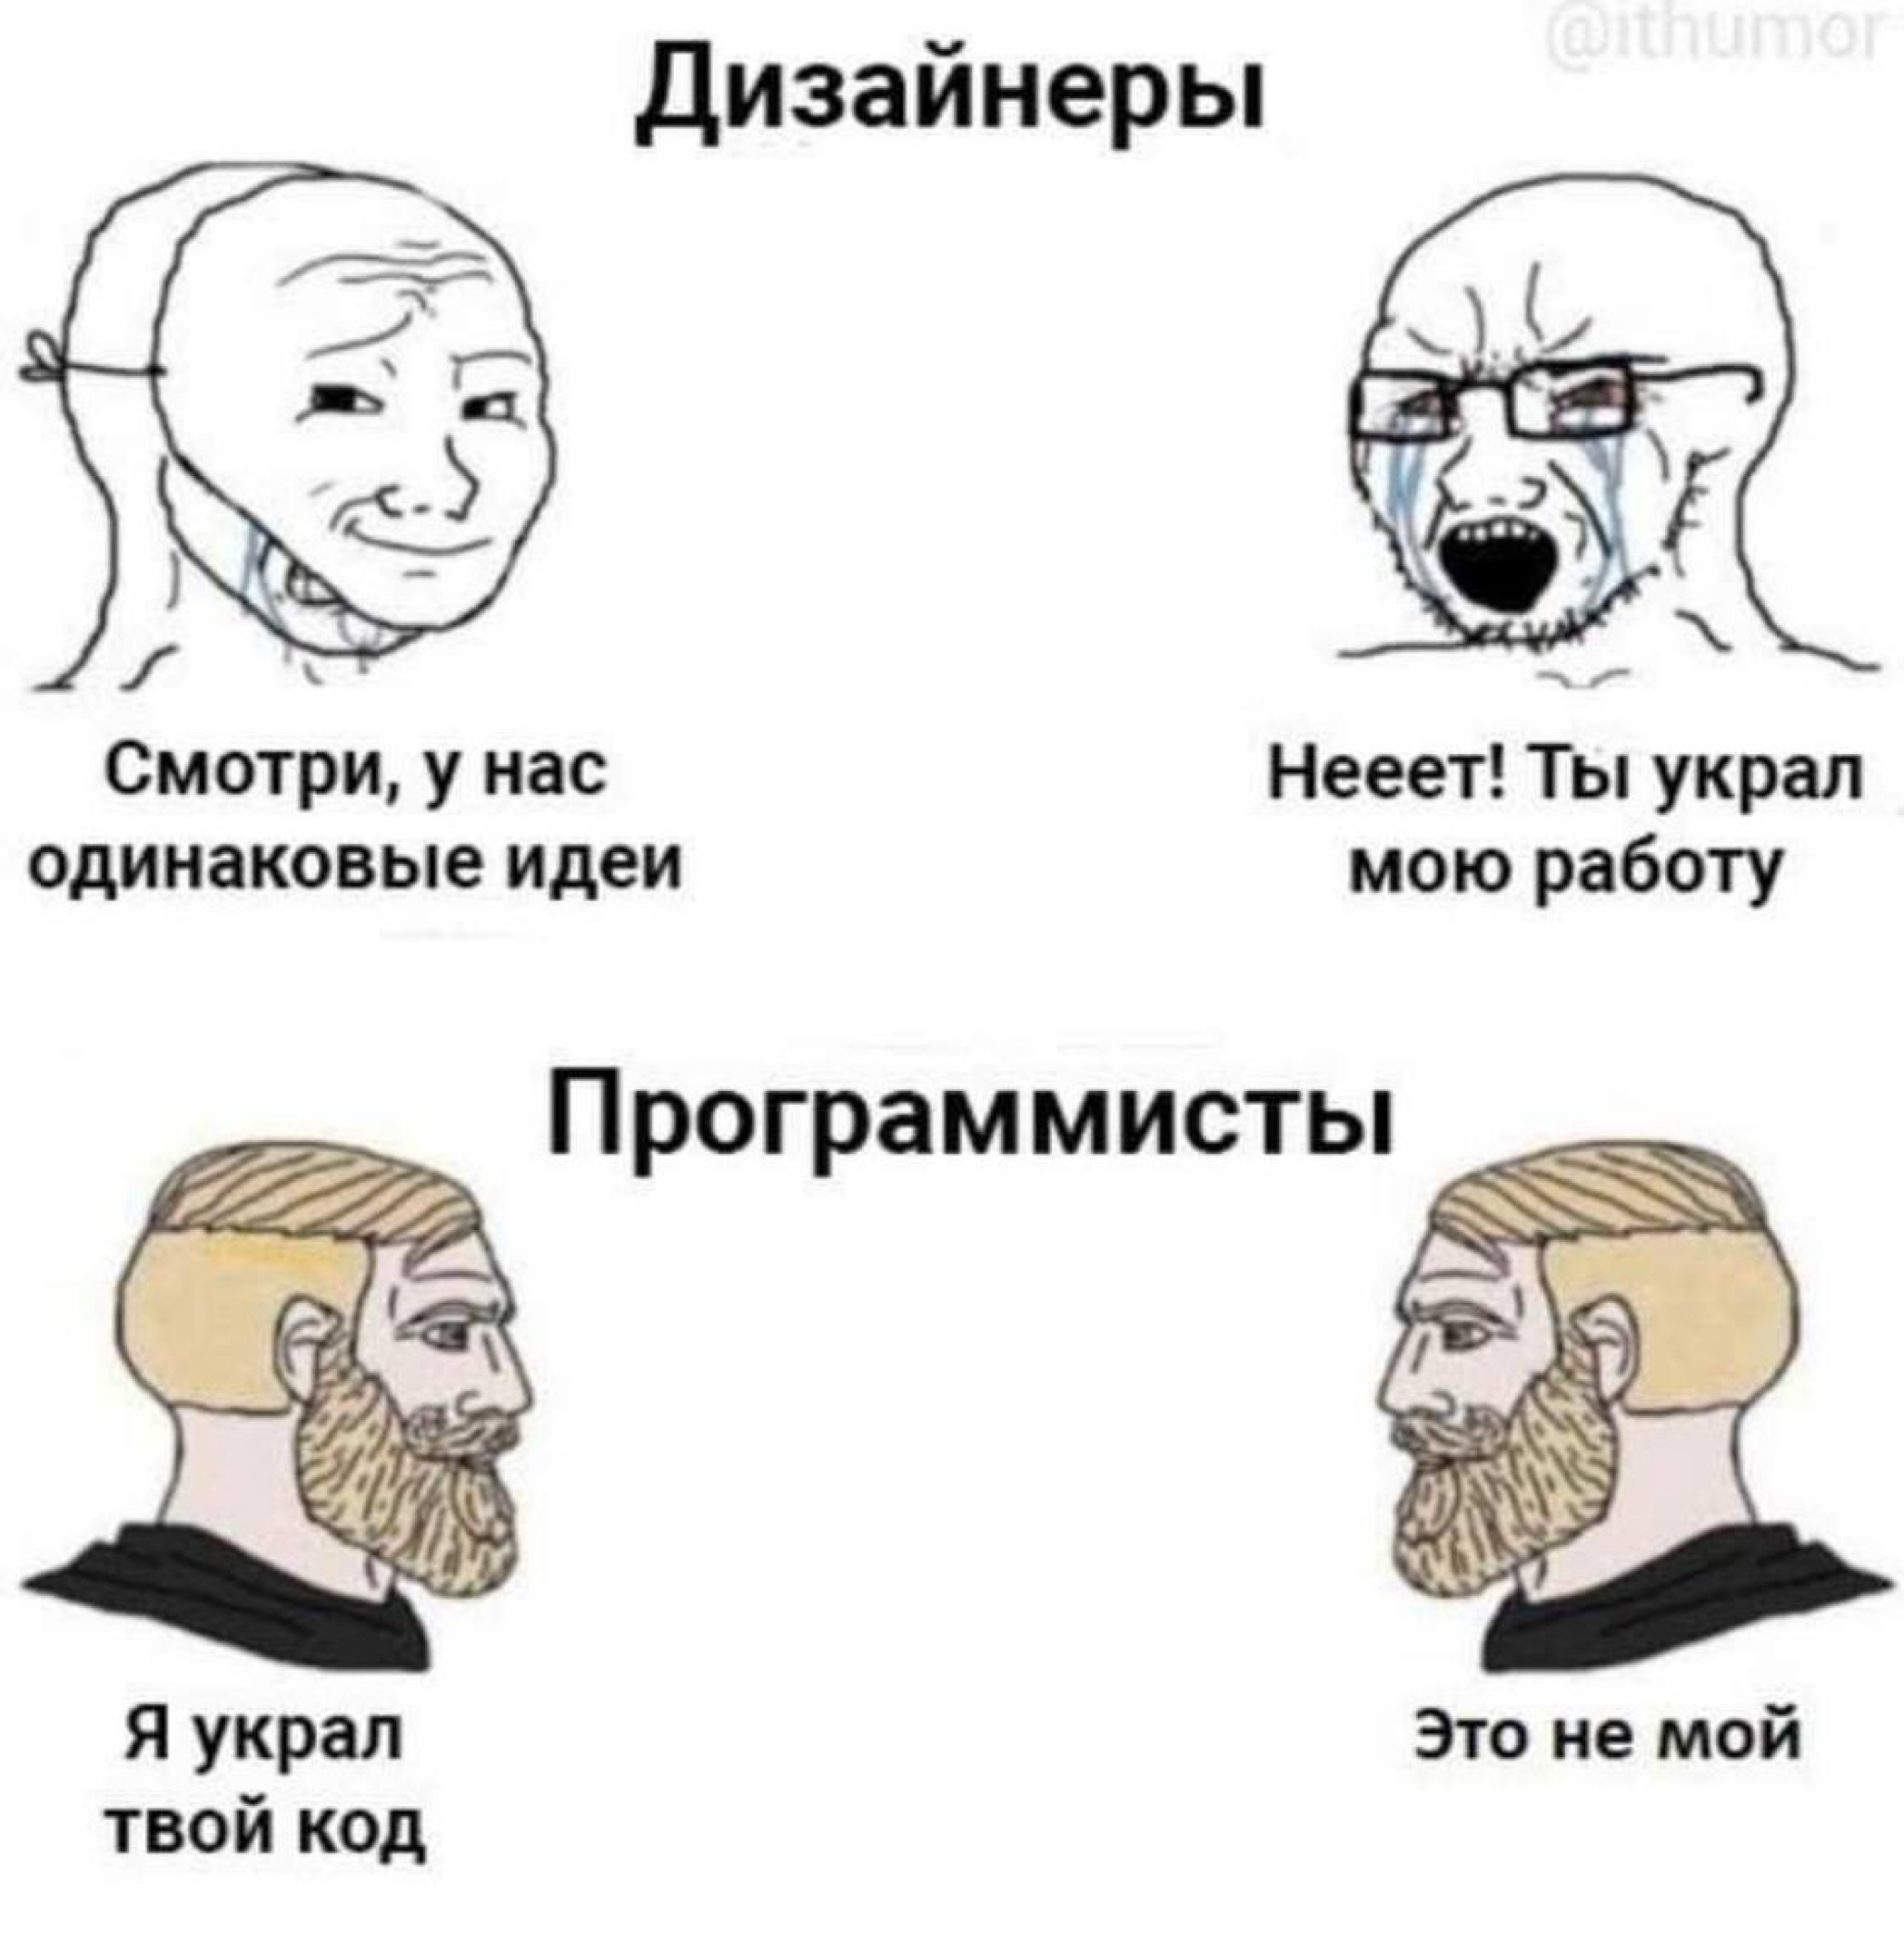 @ithumor
Дизайнеры
Смотри, у нас
одинаковые идеи
Нееет! Ты украл
мою работу
Программисты
Я украл
твой код
Это не мой